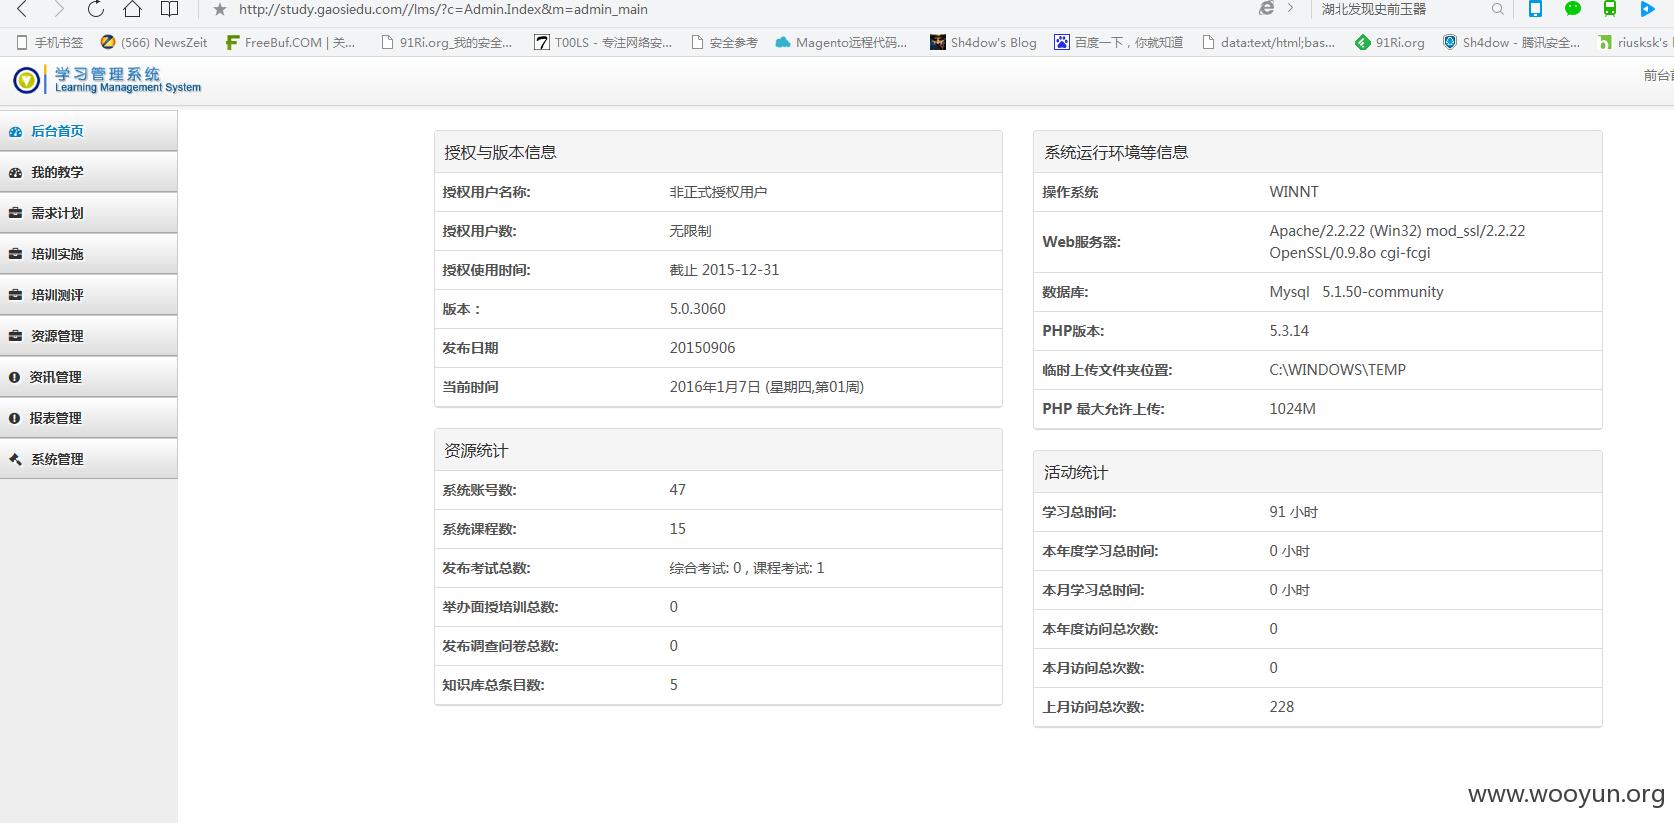 http://study.gaosiedu.com//lms/?c=Admin.Index&m=admin_main
湖北发现史前玉器
手机书签 (566) NewsZeit FreeBuf.COM | 关... 91Ri.org_我的安全... T00LS - 专注网络安... 安全参考 Magento远程代码... Sh4dow's Blog 百度一下，你就知道 data:text/html;bas... 91Ri.org Sh4dow - 腾讯安全... riusksk's
学习管理系统
Learning Management System
前台
后台首页
我的教学
需求计划
培训实施
培训测评
资源管理
资讯管理
报表管理
系统管理
授权与版本信息
授权用户名称: 非正式授权用户
授权用户数: 无限制
授权使用时间: 截止 2015-12-31
版本： 5.0.3060
发布日期 20150906
当前时间 2016年1月7日 (星期四,第01周)
资源统计
系统账号数: 47
系统课程数: 15
发布考试总数: 综合考试: 0 , 课程考试: 1
举办面授培训总数: 0
发布调查问卷总数: 0
知识库总条目数: 5
系统运行环境等信息
操作系统 WINNT
Web服务器: Apache/2.2.22 (Win32) mod_ssl/2.2.22
OpenSSL/0.9.8o cgi-fcgi
数据库: Mysql 5.1.50-community
PHP版本: 5.3.14
临时上传文件夹位置: C:\WINDOWS\TEMP
PHP 最大允许上传: 1024M
活动统计
学习总时间: 91 小时
本年度学习总时间: 0 小时
本月学习总时间: 0 小时
本年度访问总次数: 0
本月访问总次数: 0
上月访问总次数: 228
www.wooyun.org